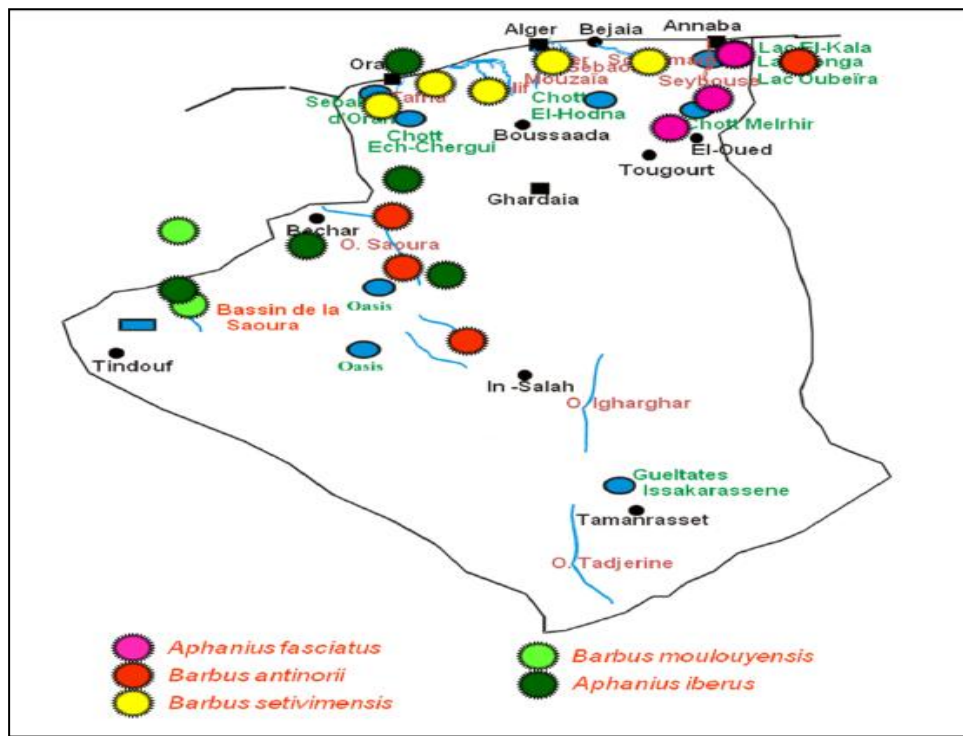 Alger
Bejaia
Annaba
Lac El-Kala
Lac Oubeïra
Mouzaïa
Seybouse
d'Oran
Chott
El-Hodna
Chott
Ech-Chergui
Boussaada
Chott Melrhir
El-Oued
Tougourt
Ghardaia
Bechar
O. Saoura
Oasis
Bassin de la
Saoura
Tindouf
Oasis
In -Salah
O. Igharghar
Gueltates
Issakarassene
Tamanrasset
O. Tadjerine
Aphanius fasciatus
Barbus antinorii
Barbus setivimensis
Barbus moulouyensis
Aphanius iberus